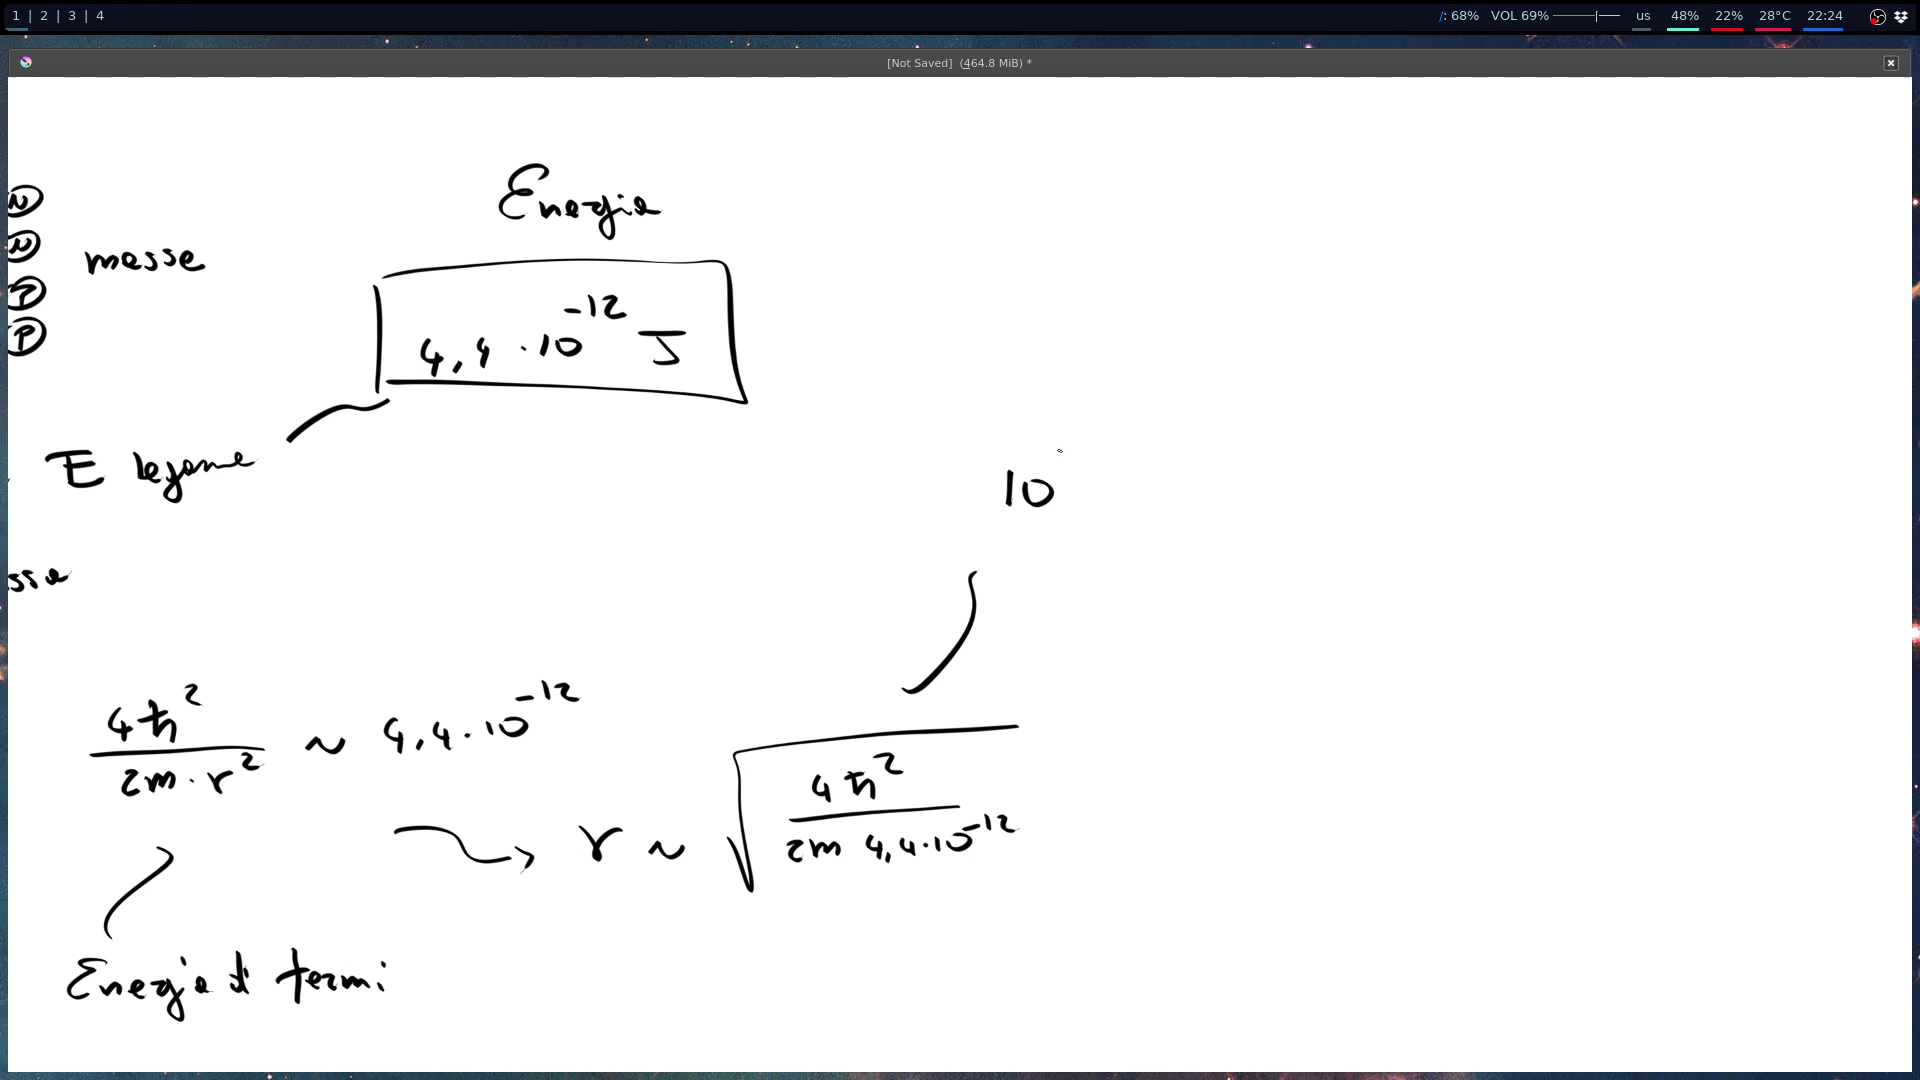 1 | 2 | 3 | 4
/: 68% VOL 69% us 48% 22% 28°C 22:24
[Not Saved] (464.8 MiB) *
Energia
N
N
P
P
masse
4,4 · 10^-12 J
E legame
10
sse
4ħ² / 2m · r² ~ 4,4 · 10^-12
r ~ √(4ħ² / 2m 4,4 · 10^-12)
Energia di fermi